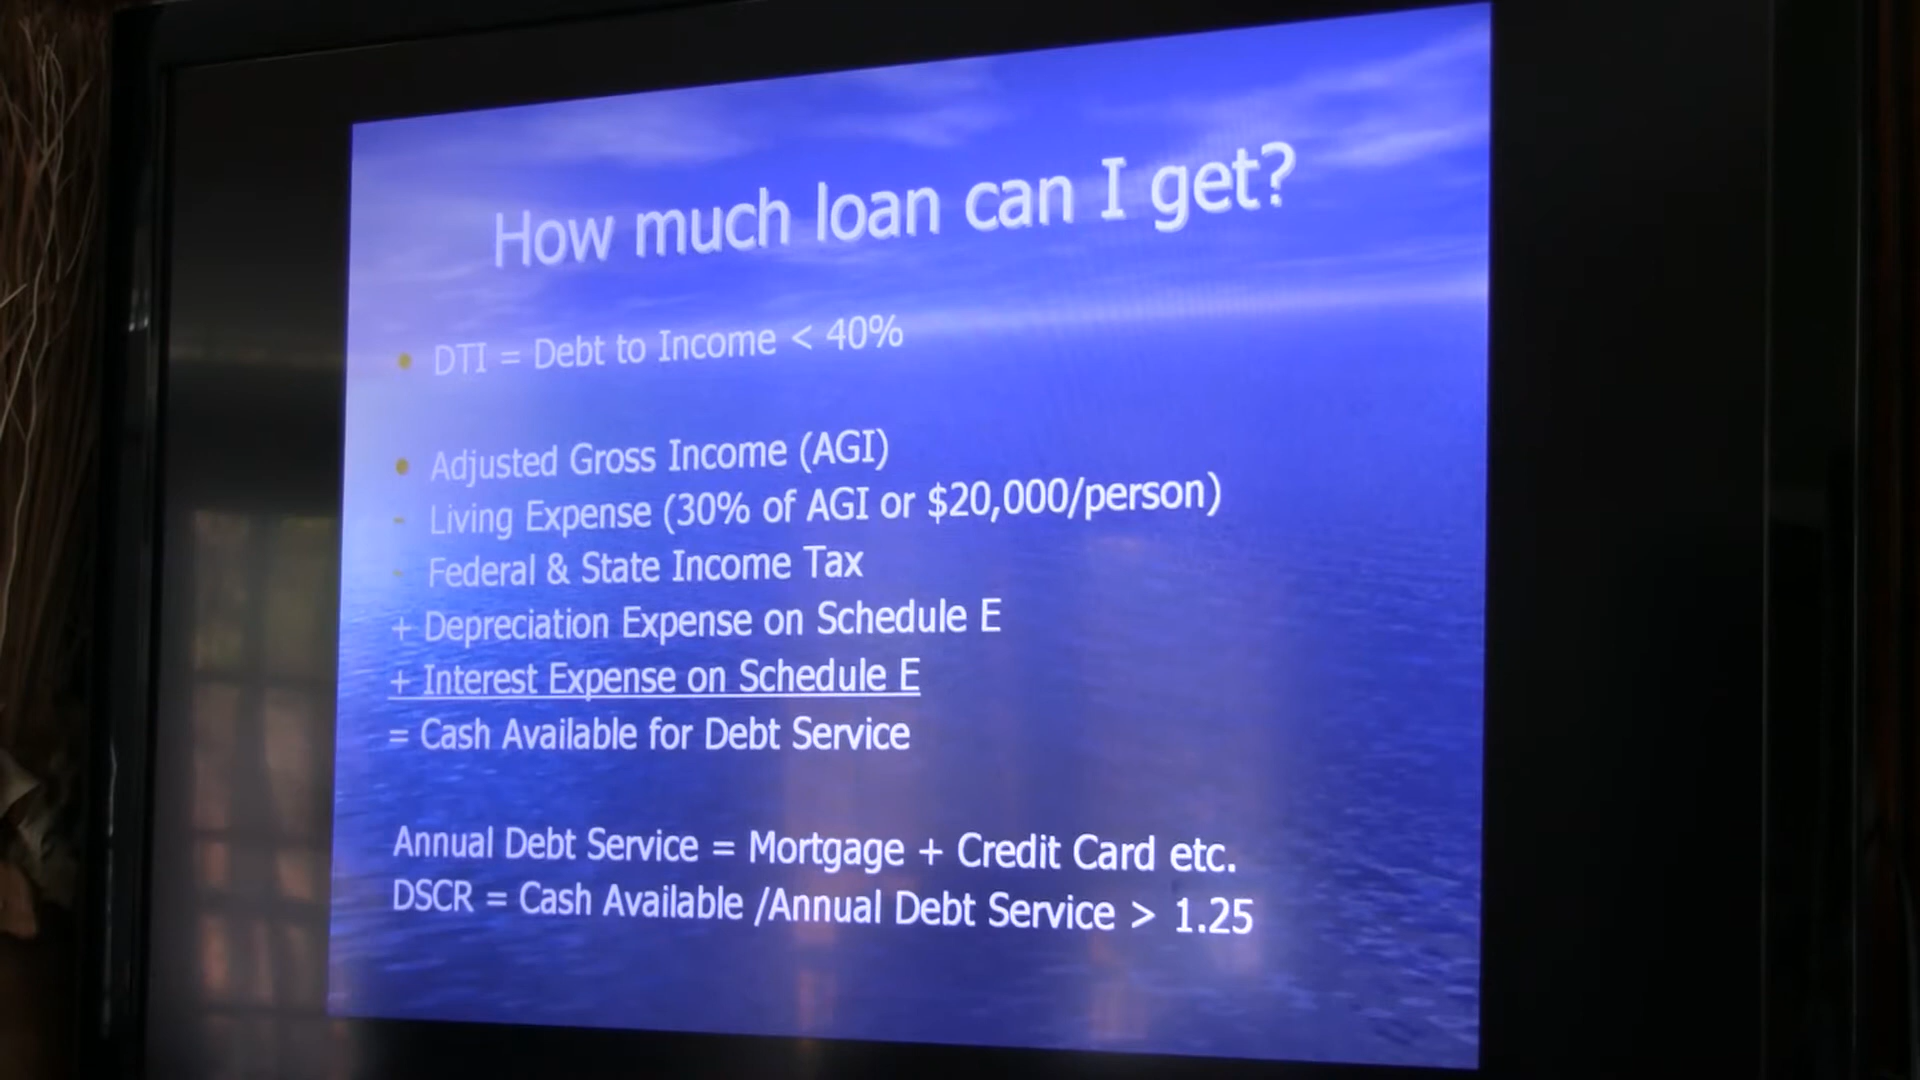 How much loan can I get?
• DTI = Debt to Income < 40%
• Adjusted Gross Income (AGI)
- Living Expense (30% of AGI or $20,000/person)
- Federal & State Income Tax
+ Depreciation Expense on Schedule E
+ Interest Expense on Schedule E
= Cash Available for Debt Service
Annual Debt Service = Mortgage + Credit Card etc.
DSCR = Cash Available /Annual Debt Service > 1.25